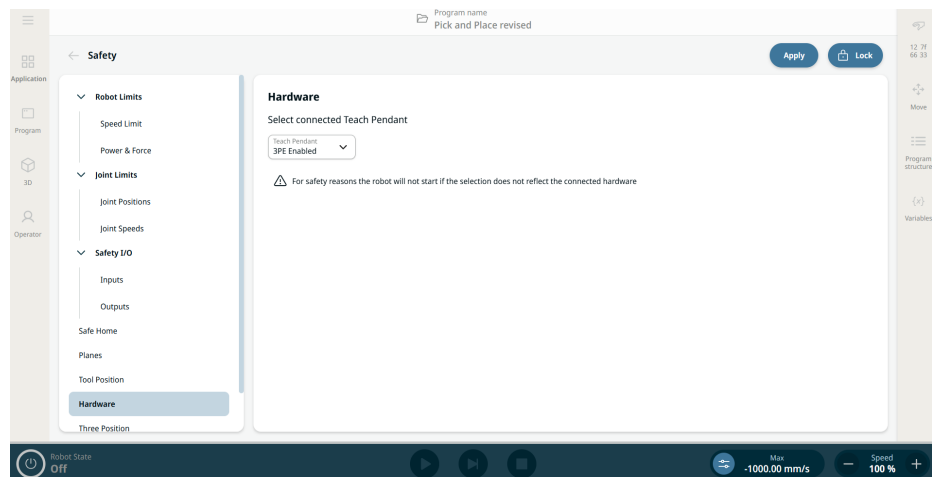 Program name
Pick and Place revised
Safety
Apply
Lock
12 7f
66 33
Application
Program
3D
Operator
Robot Limits
Speed Limit
Power & Force
Joint Limits
Joint Positions
Joint Speeds
Safety I/O
Inputs
Outputs
Safe Home
Planes
Tool Position
Hardware
Three Position
Hardware
Select connected Teach Pendant
Teach Pendant
3PE Enabled
For safety reasons the robot will not start if the selection does not reflect the connected hardware
Move
Program
structure
{x}
Variables
Robot State
Off
Max
-1000.00 mm/s
Speed
100 %